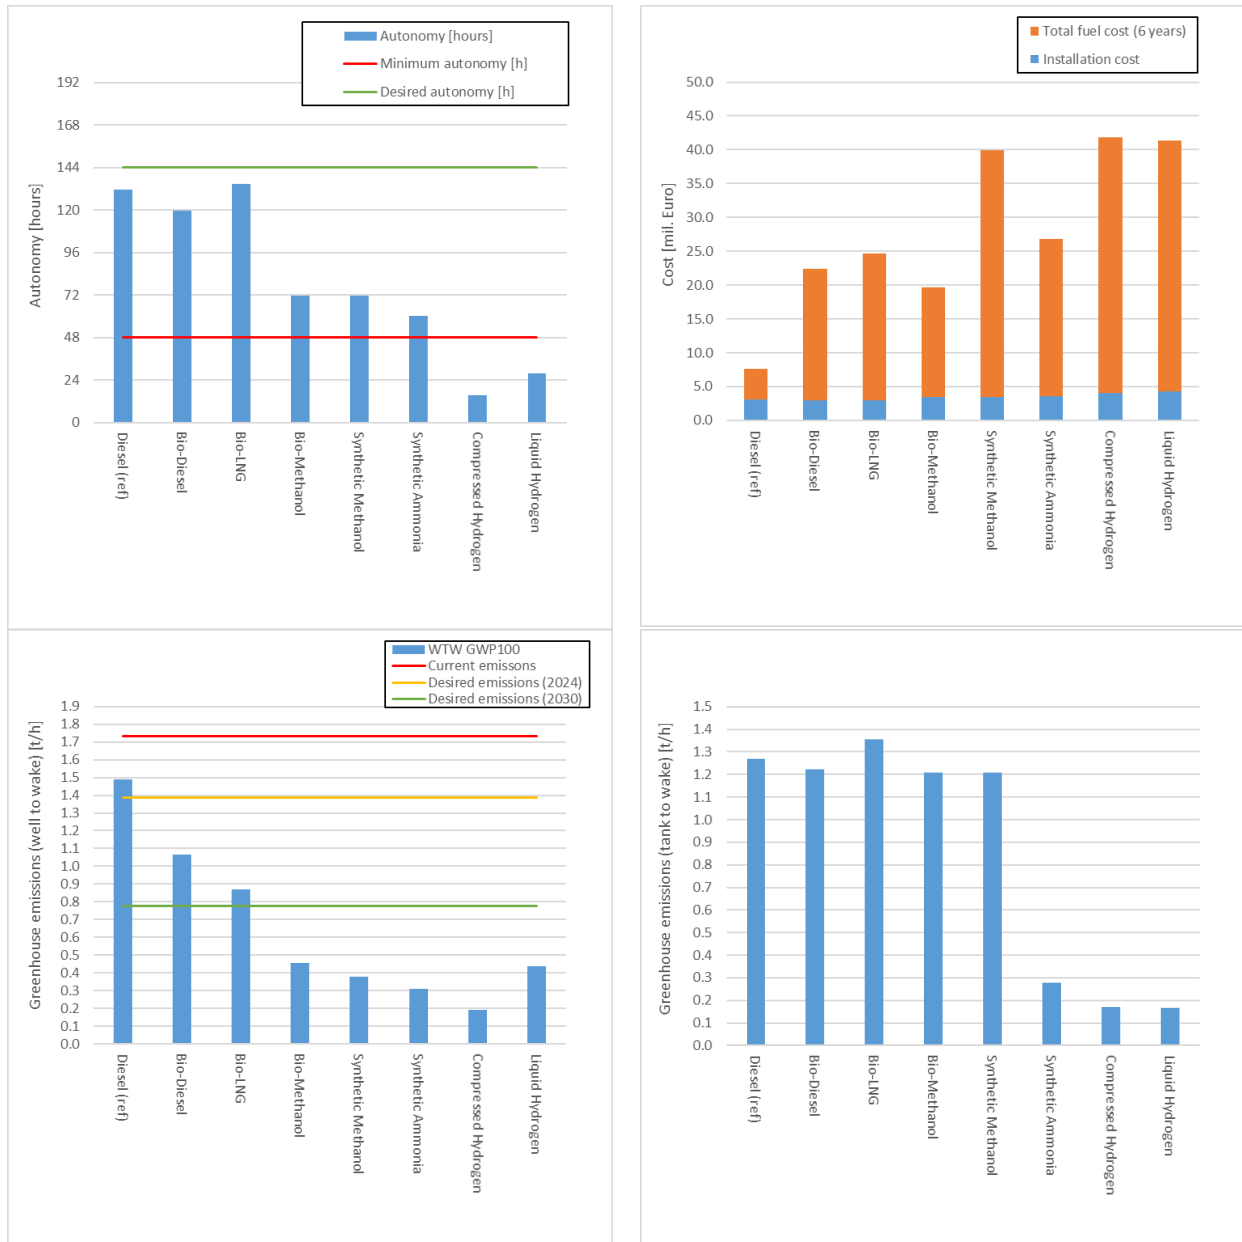 Autonomy [hours]
Minimum autonomy [h]
Desired autonomy [h]
192
168
144
120
96
72
48
24
0
Autonomy [hours]
Diesel (ref)
Bio-Diesel
Bio-LNG
Bio-Methanol
Synthetic Methanol
Synthetic Ammonia
Compressed Hydrogen
Liquid Hydrogen
Total fuel cost (6 years)
Installation cost
50.0
45.0
40.0
35.0
30.0
25.0
20.0
15.0
10.0
5.0
0.0
Cost [mil. Euro]
Diesel (ref)
Bio-Diesel
Bio-LNG
Bio-Methanol
Synthetic Methanol
Synthetic Ammonia
Compressed Hydrogen
Liquid Hydrogen
WTW GWP100
Current emissons
Desired emissions (2024)
Desired emissions (2030)
1.9
1.8
1.7
1.6
1.5
1.4
1.3
1.2
1.1
1.0
0.9
0.8
0.7
0.6
0.5
0.4
0.3
0.2
0.1
0.0
Greenhouse emissions (well to wake) [t/h]
Diesel (ref)
Bio-Diesel
Bio-LNG
Bio-Methanol
Synthetic Methanol
Synthetic Ammonia
Compressed Hydrogen
Liquid Hydrogen
1.5
1.4
1.3
1.2
1.1
1.0
0.9
0.8
0.7
0.6
0.5
0.4
0.3
0.2
0.1
0.0
Greenhouse emissions (tank to wake) [t/h]
Diesel (ref)
Bio-Diesel
Bio-LNG
Bio-Methanol
Synthetic Methanol
Synthetic Ammonia
Compressed Hydrogen
Liquid Hydrogen